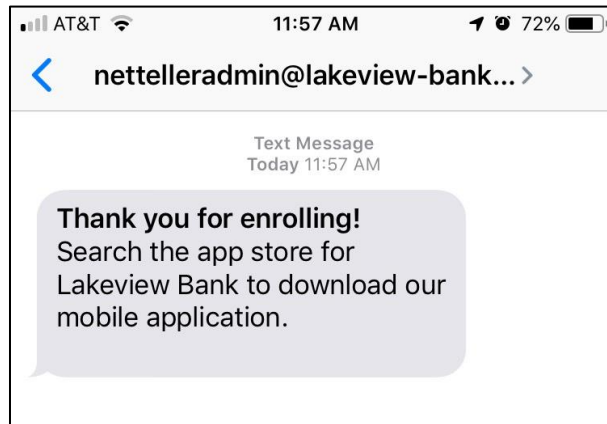 AT&T 11:57 AM 72%
nettelleradmin@lakeview-bank...
Text Message
Today 11:57 AM
Thank you for enrolling!
Search the app store for
Lakeview Bank to download our
mobile application.